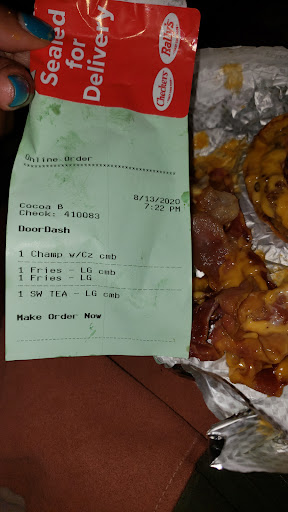 Sealed
for
Delivery
Checkers
Rally's
Online Order
8/13/2020
Cocoa B 7:22 PM
Check: 410083
DoorDash
1 Champ w/Cz cmb
1 Fries - LG cmb
1 Fries - LG
1 SW TEA - LG cmb
Make Order Now